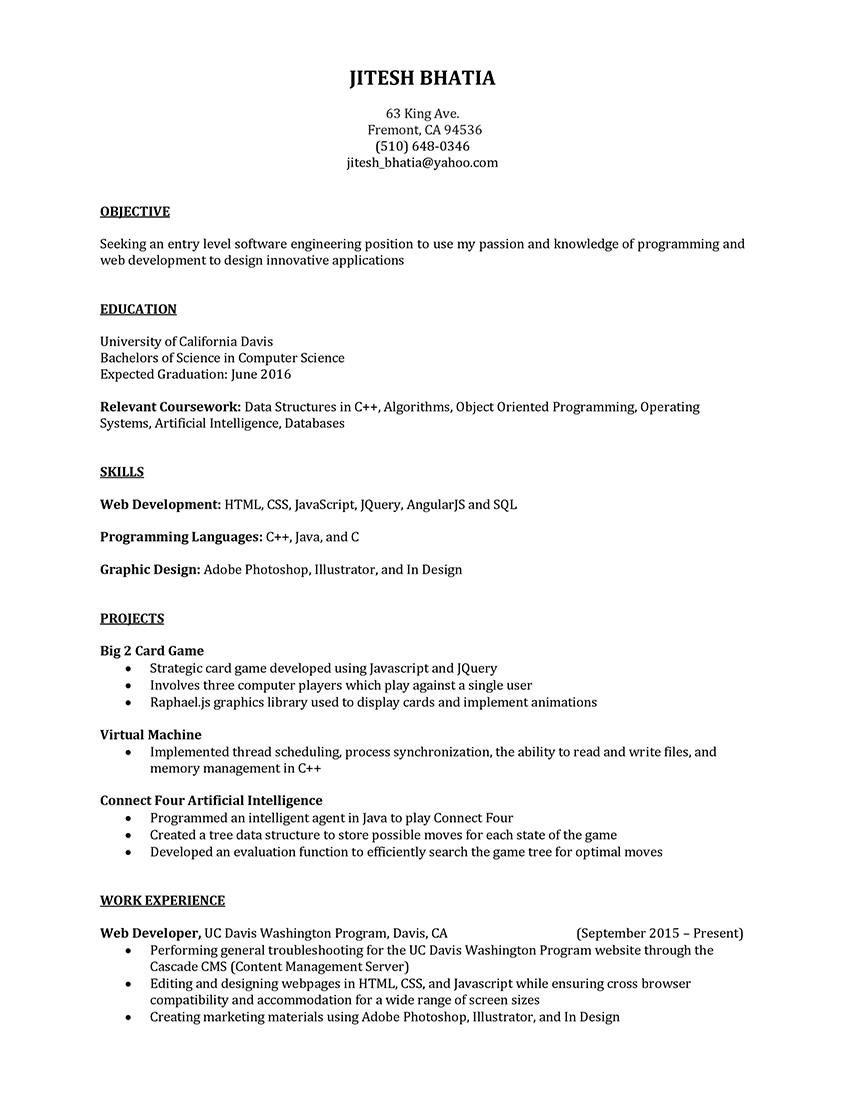 JITESH BHATIA
63 King Ave.
Fremont, CA 94536
(510) 648-0346
jitesh_bhatia@yahoo.com
OBJECTIVE
Seeking an entry level software engineering position to use my passion and knowledge of programming and
web development to design innovative applications
EDUCATION
University of California Davis
Bachelors of Science in Computer Science
Expected Graduation: June 2016
Relevant Coursework: Data Structures in C++, Algorithms, Object Oriented Programming, Operating
Systems, Artificial Intelligence, Databases
SKILLS
Web Development: HTML, CSS, JavaScript, JQuery, AngularJS and SQL
Programming Languages: C++, Java, and C
Graphic Design: Adobe Photoshop, Illustrator, and In Design
PROJECTS
Big 2 Card Game
• Strategic card game developed using Javascript and JQuery
• Involves three computer players which play against a single user
• Raphael.js graphics library used to display cards and implement animations
Virtual Machine
• Implemented thread scheduling, process synchronization, the ability to read and write files, and
memory management in C++
Connect Four Artificial Intelligence
• Programmed an intelligent agent in Java to play Connect Four
• Created a tree data structure to store possible moves for each state of the game
• Developed an evaluation function to efficiently search the game tree for optimal moves
WORK EXPERIENCE
Web Developer, UC Davis Washington Program, Davis, CA (September 2015 – Present)
• Performing general troubleshooting for the UC Davis Washington Program website through the
Cascade CMS (Content Management Server)
• Editing and designing webpages in HTML, CSS, and Javascript while ensuring cross browser
compatibility and accommodation for a wide range of screen sizes
• Creating marketing materials using Adobe Photoshop, Illustrator, and In Design